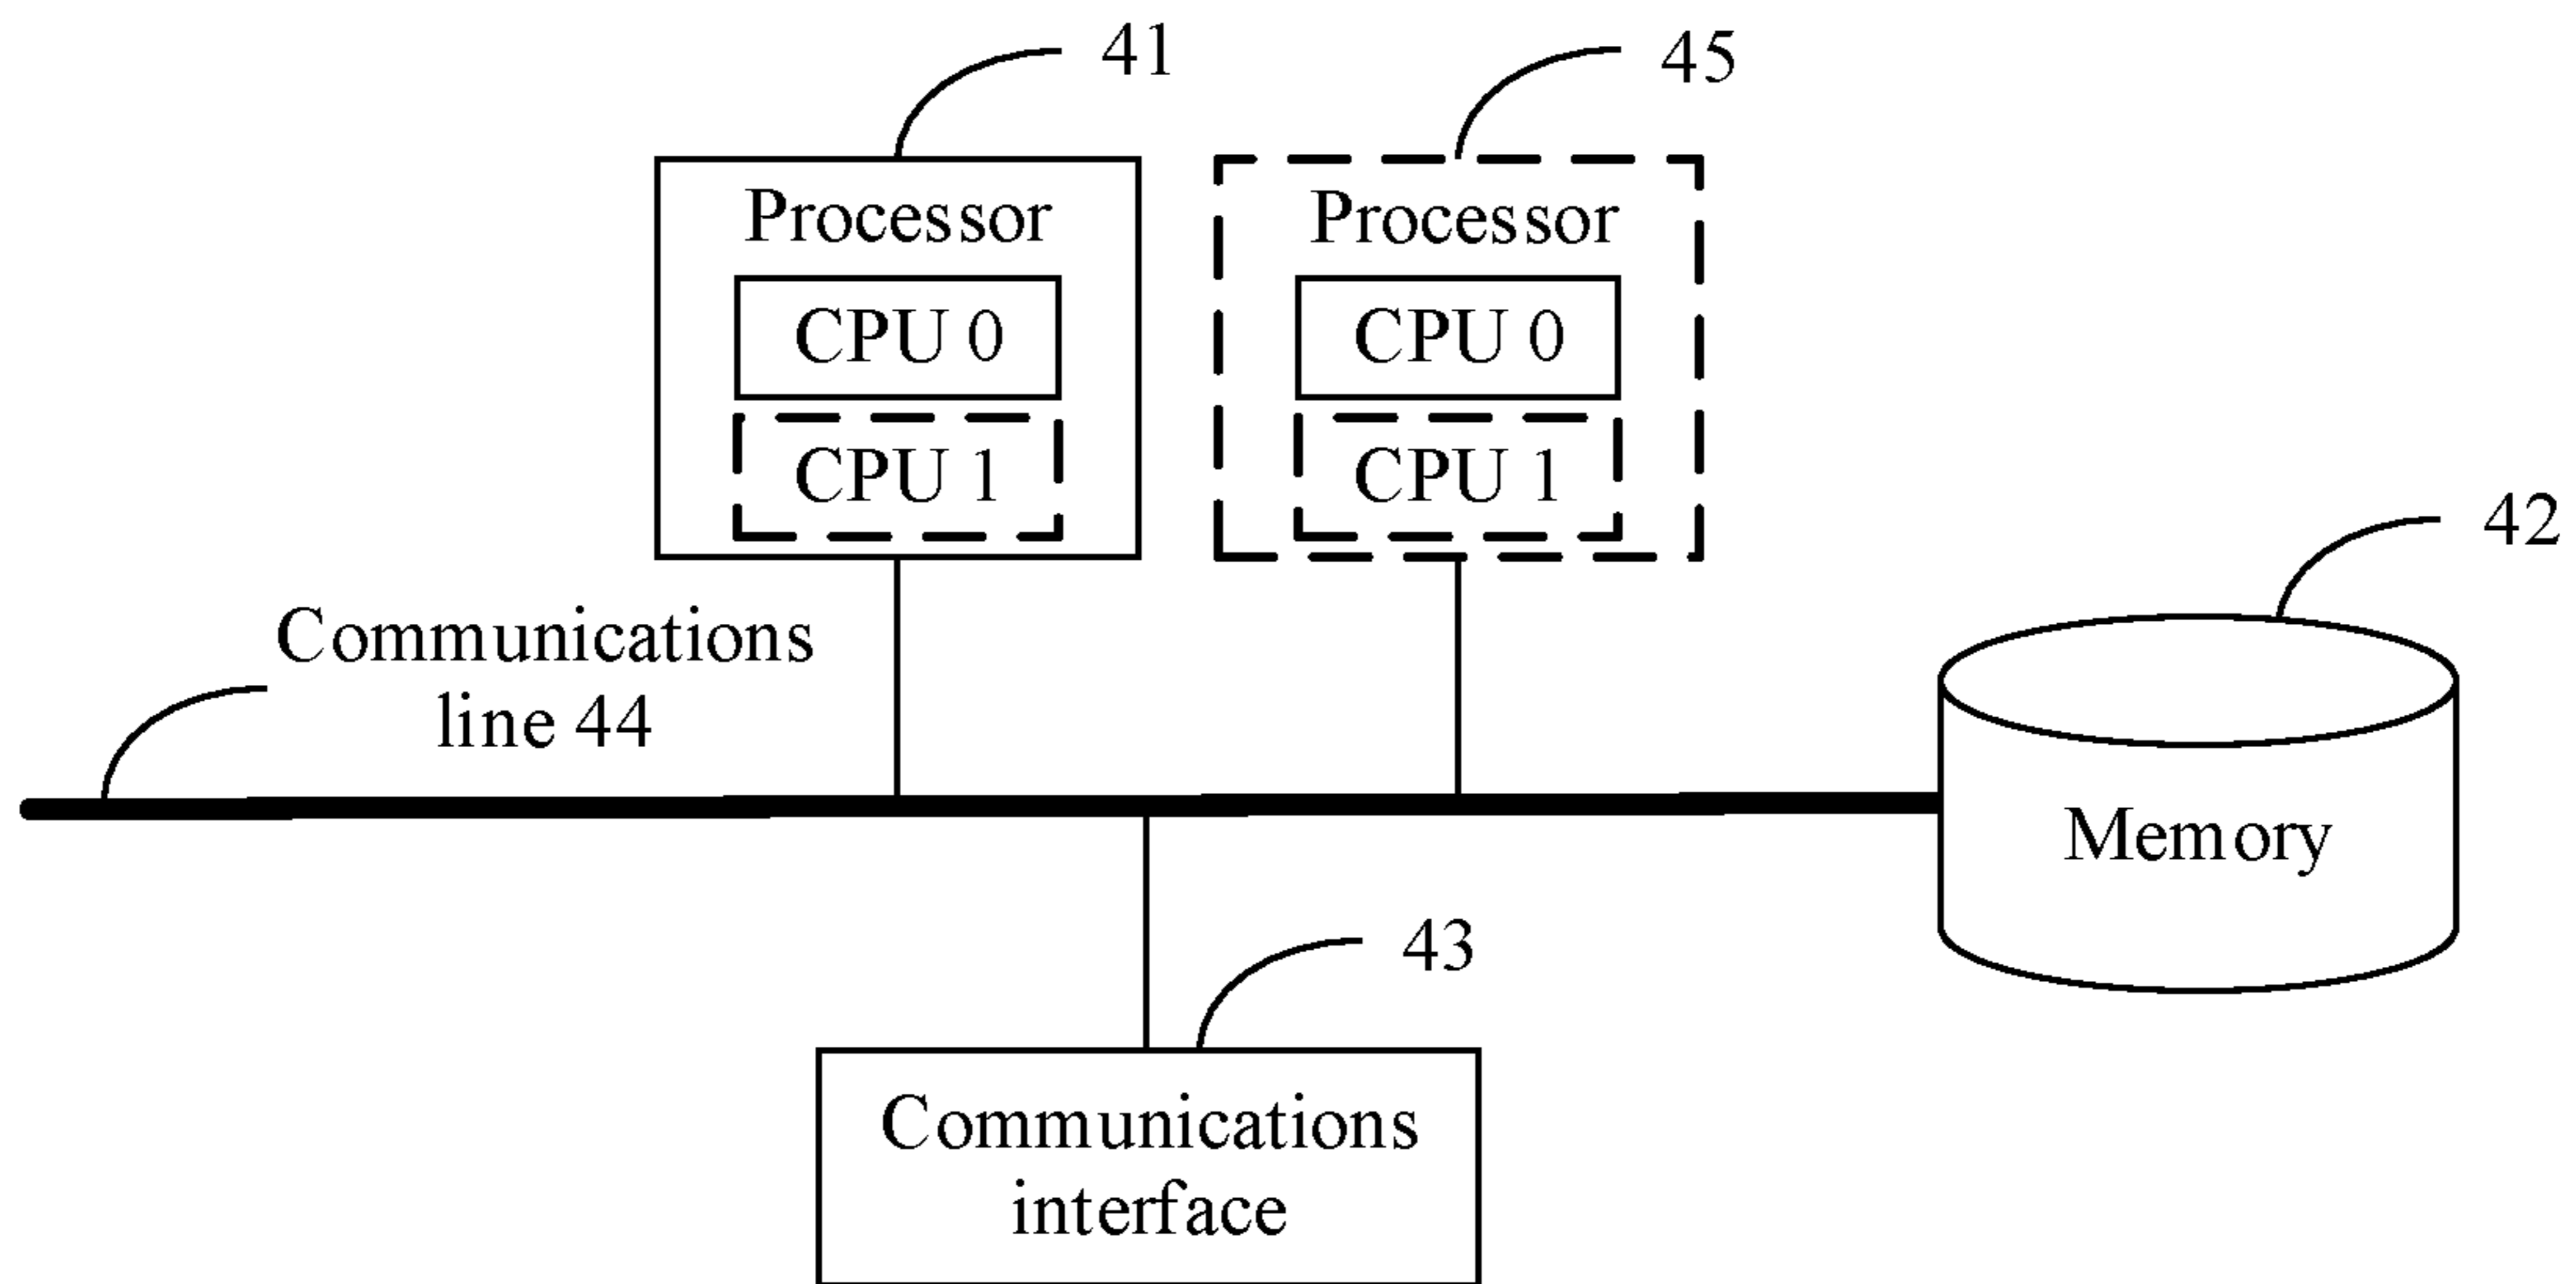 41
45
Processor
Processor
CPU 0
CPU 0
CPU 1
CPU 1
42
Communications
line 44
Memory
43
Communications
interface